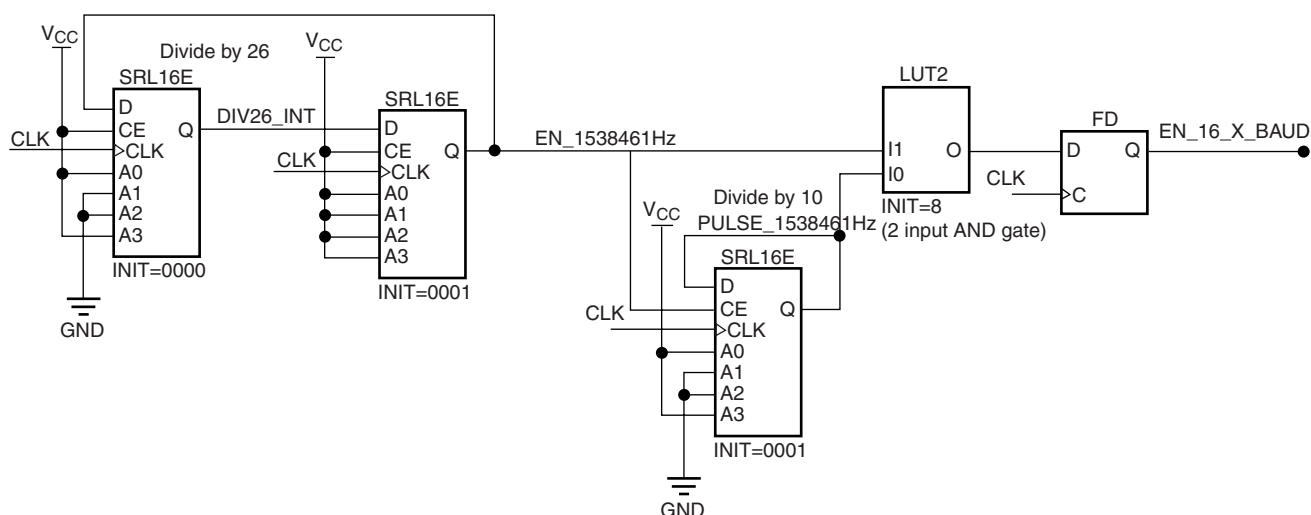 VCC
Divide by 26
SRL16E
D
CE
CLK
A0
A1
A2
A3
Q
CLK
INIT=0000
GND
DIV26_INT
VCC
SRL16E
D
CE
CLK
A0
A1
A2
A3
Q
CLK
INIT=0001
EN_1538461Hz
Divide by 10
VCC
PULSE_1538461Hz
SRL16E
D
CE
CLK
A0
A1
A2
A3
Q
CLK
INIT=0001
GND
LUT2
I1
I0
O
INIT=8
(2 input AND gate)
FD
D
C
Q
CLK
EN_16_X_BAUD